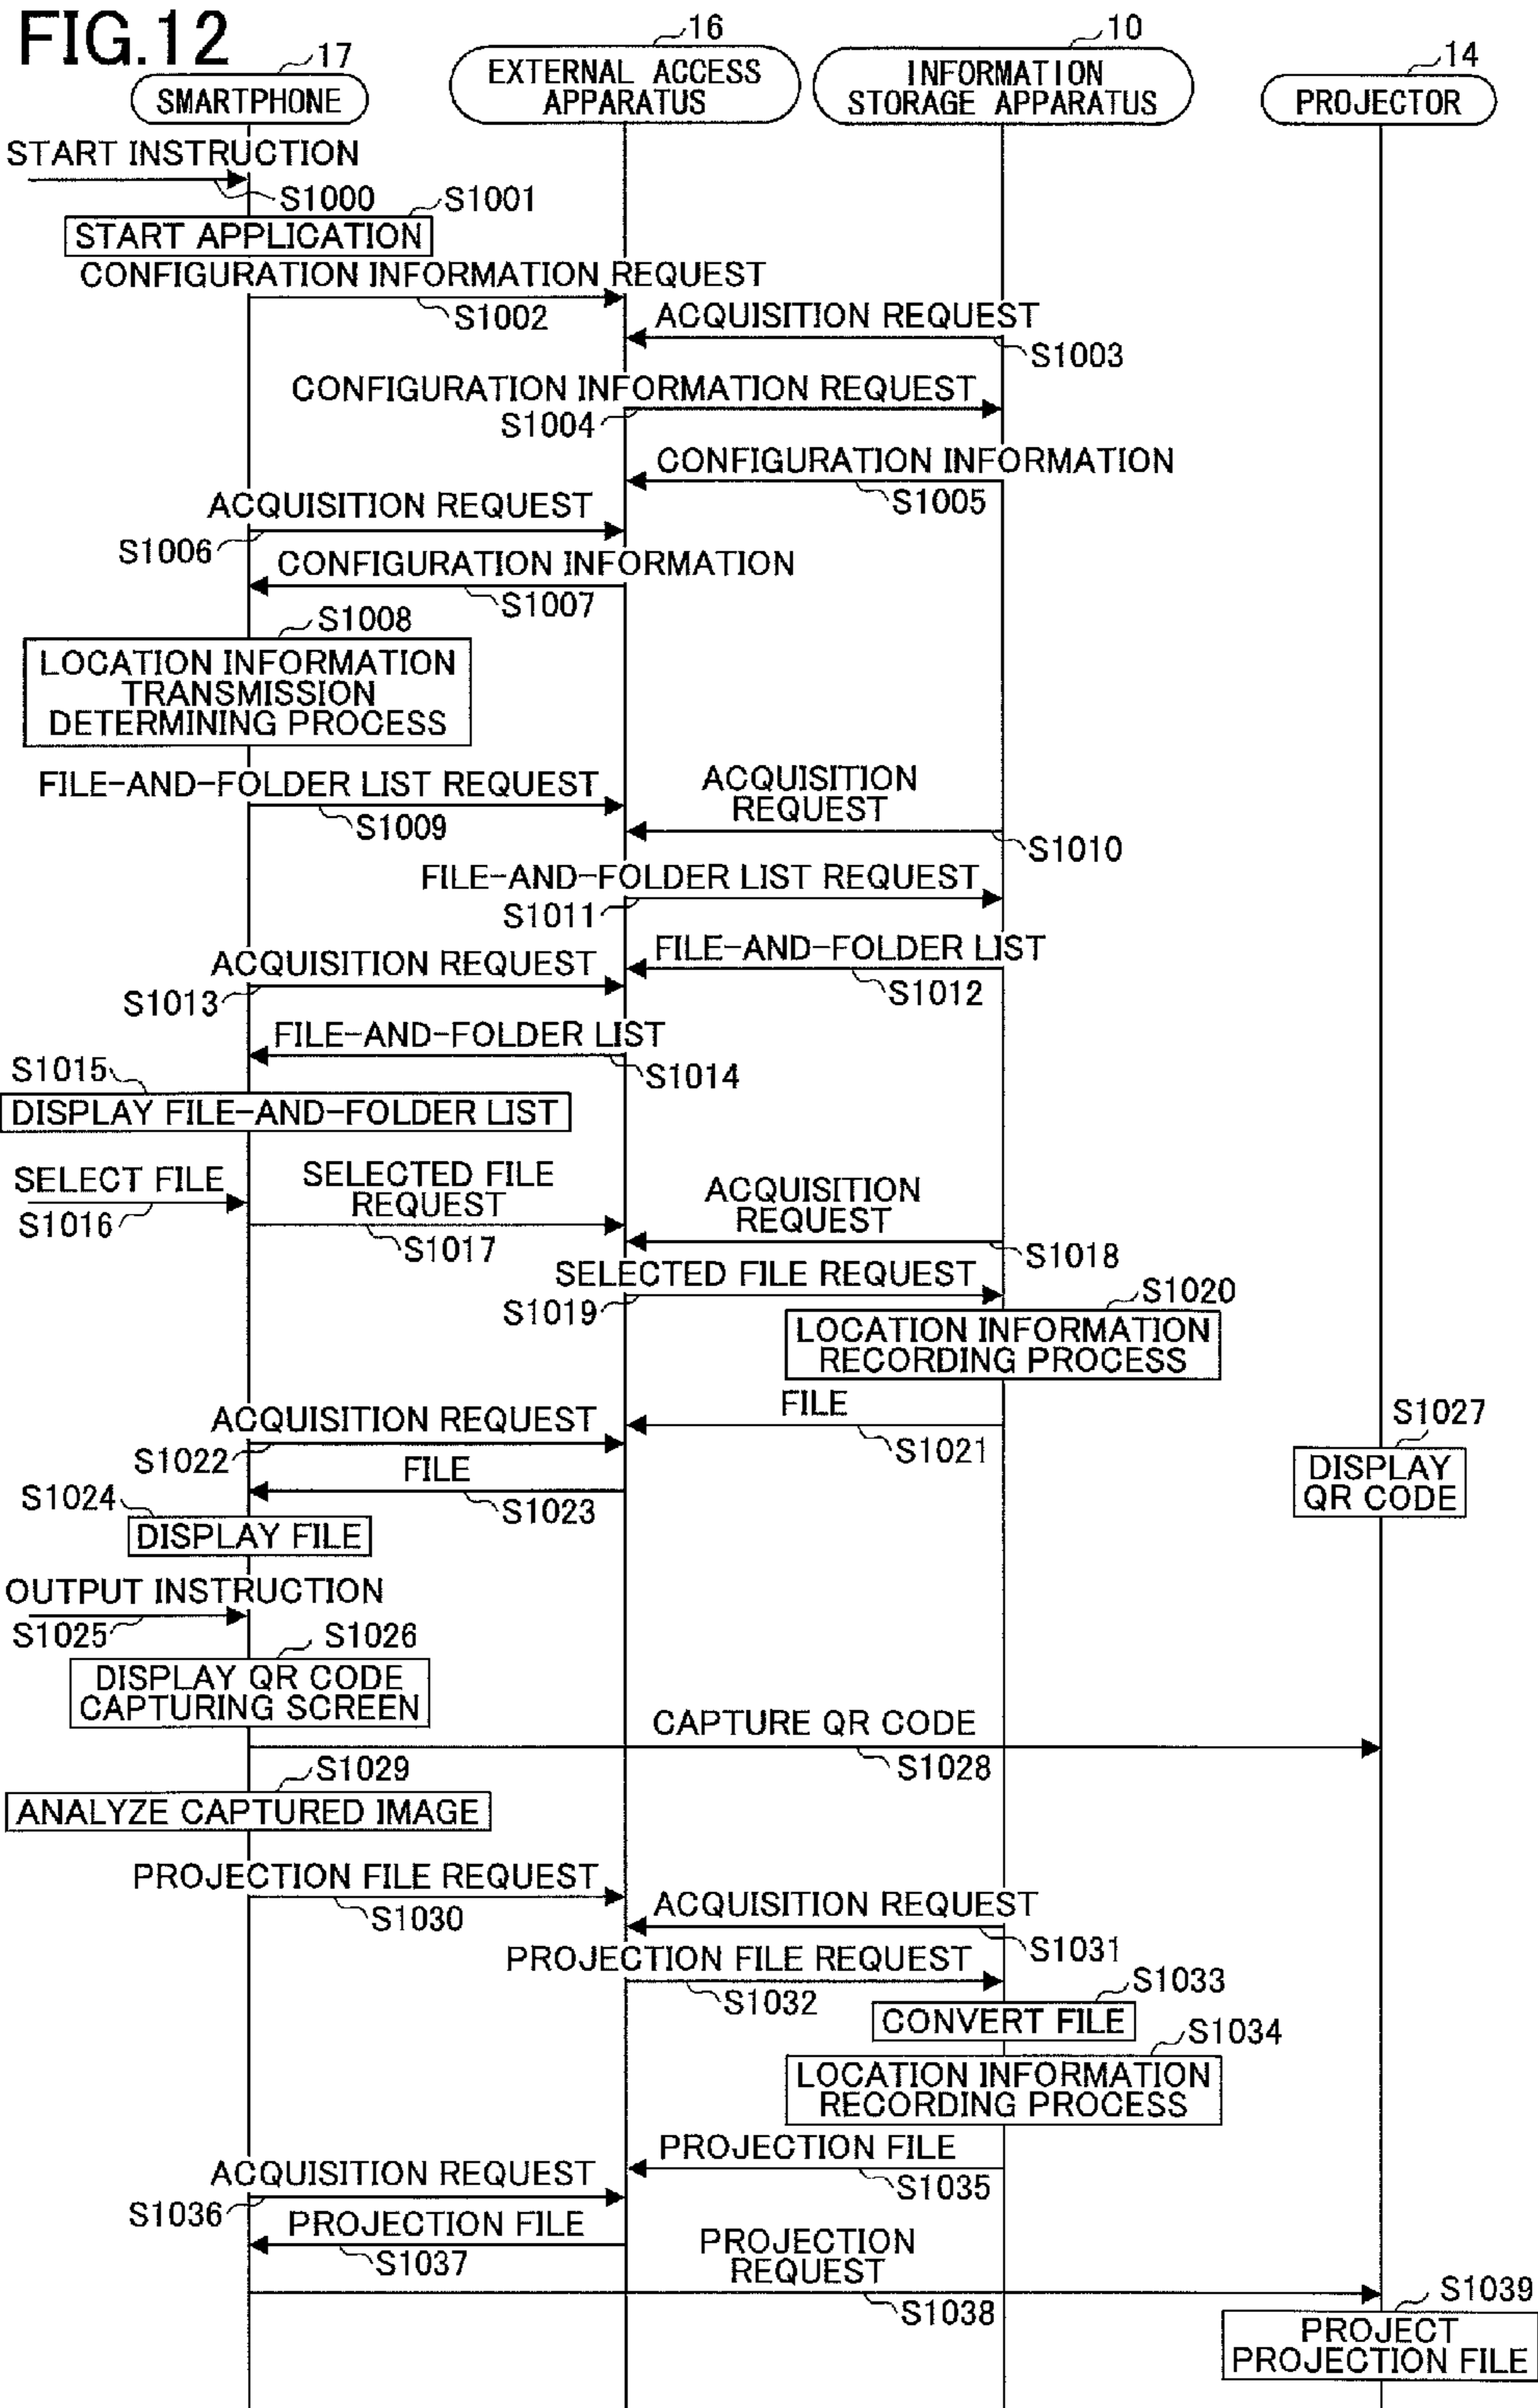 FIG.12
17
SMARTPHONE
16
EXTERNAL ACCESS
APPARATUS
10
INFORMATION
STORAGE APPARATUS
14
PROJECTOR
START INSTRUCTION
S1000
S1001
START APPLICATION
CONFIGURATION INFORMATION REQUEST
S1002
ACQUISITION REQUEST
S1003
CONFIGURATION INFORMATION REQUEST
S1004
CONFIGURATION INFORMATION
S1005
ACQUISITION REQUEST
S1006
CONFIGURATION INFORMATION
S1007
S1008
LOCATION INFORMATION
TRANSMISSION
DETERMINING PROCESS
FILE-AND-FOLDER LIST REQUEST
S1009
ACQUISITION
REQUEST
S1010
FILE-AND-FOLDER LIST REQUEST
S1011
FILE-AND-FOLDER LIST
S1012
ACQUISITION REQUEST
S1013
FILE-AND-FOLDER LIST
S1014
S1015
DISPLAY FILE-AND-FOLDER LIST
SELECT FILE
S1016
SELECTED FILE
REQUEST
S1017
ACQUISITION
REQUEST
S1018
SELECTED FILE REQUEST
S1019
S1020
LOCATION INFORMATION
RECORDING PROCESS
FILE
S1021
ACQUISITION REQUEST
S1022
FILE
S1023
S1024
DISPLAY FILE
S1027
DISPLAY
QR CODE
OUTPUT INSTRUCTION
S1025
S1026
DISPLAY QR CODE
CAPTURING SCREEN
CAPTURE QR CODE
S1028
S1029
ANALYZE CAPTURED IMAGE
PROJECTION FILE REQUEST
S1030
ACQUISITION REQUEST
S1031
PROJECTION FILE REQUEST
S1032
S1033
CONVERT FILE
S1034
LOCATION INFORMATION
RECORDING PROCESS
PROJECTION FILE
S1035
ACQUISITION REQUEST
S1036
PROJECTION FILE
S1037
PROJECTION
REQUEST
S1038
S1039
PROJECT
PROJECTION FILE